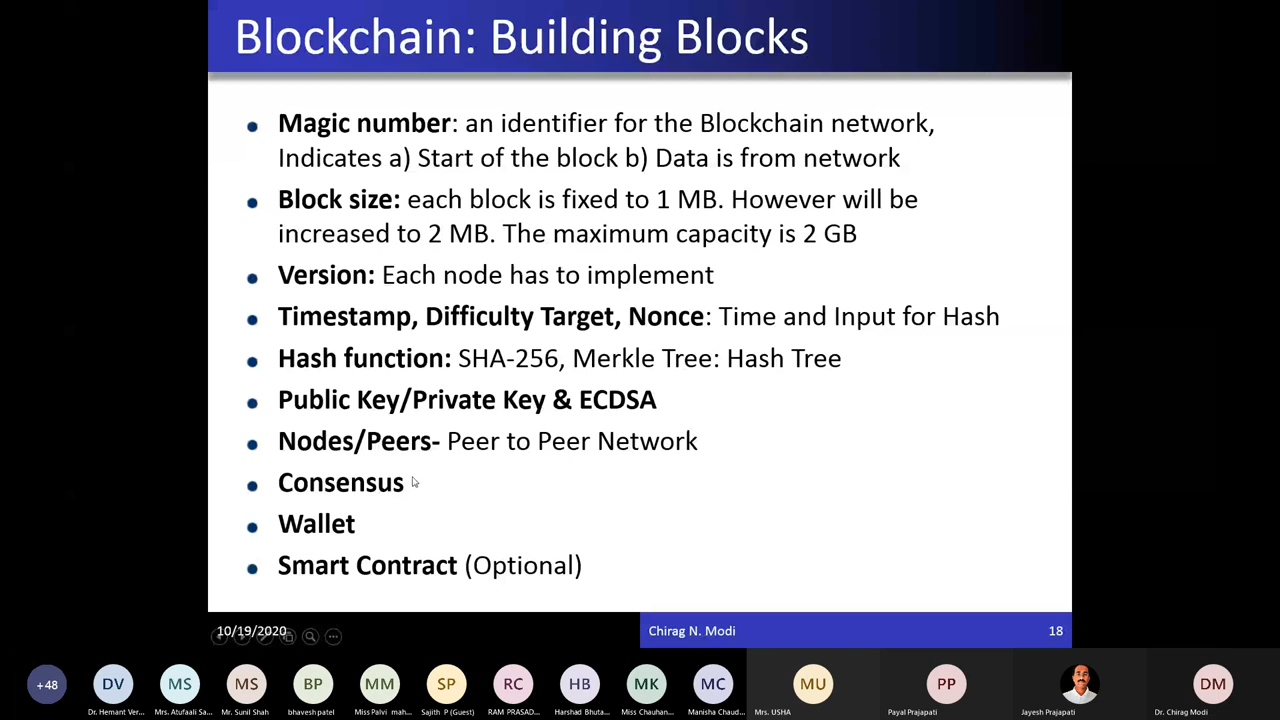 Blockchain: Building Blocks
Magic number: an identifier for the Blockchain network,
Indicates a) Start of the block b) Data is from network
Block size: each block is fixed to 1 MB. However will be
increased to 2 MB. The maximum capacity is 2 GB
Version: Each node has to implement
Timestamp, Difficulty Target, Nonce: Time and Input for Hash
Hash function: SHA-256, Merkle Tree: Hash Tree
Public Key/Private Key & ECDSA
Nodes/Peers- Peer to Peer Network
Consensus
Wallet
Smart Contract (Optional)
10/19/2020 Chirag N. Modi 18
+48 DV MS MS BP MM SP RC HB MK MC MU PP DM
Dr. Hemant Ver... Mrs. Atufaali Sa... Mr. Sunil Shah bhavesh patel Miss Palvi mah... Sajith P (Guest) RAM PRASAD... Harshad Bhuta... Miss Chauhan... Manisha Chaud... Mrs. USHA Payal Prajapati Jayesh Prajapati Dr. Chirag Modi